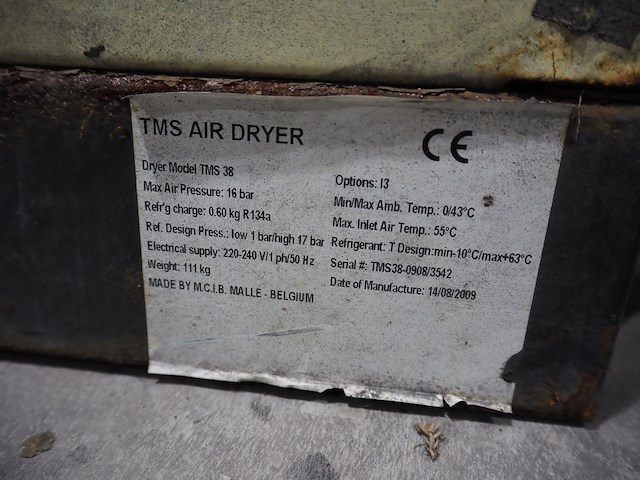 TMS AIR DRYER
CE
Dryer Model TMS 38
Max Air Pressure: 16 bar
Refr'g charge: 0.60 kg R134a
Ref. Design Press.: low 1 bar/high 17 bar
Electrical supply: 220-240 V/1 ph/50 Hz
Weight: 111 kg
MADE BY M.C.I.B. MALLE - BELGIUM
Options: I3
Min/Max Amb. Temp.: 0/43°C
Max. Inlet Air Temp.: 55°C
Refrigerant: T Design:min-10°C/max+63°C
Serial #: TMS38-0908/3542
Date of Manufacture: 14/08/2009